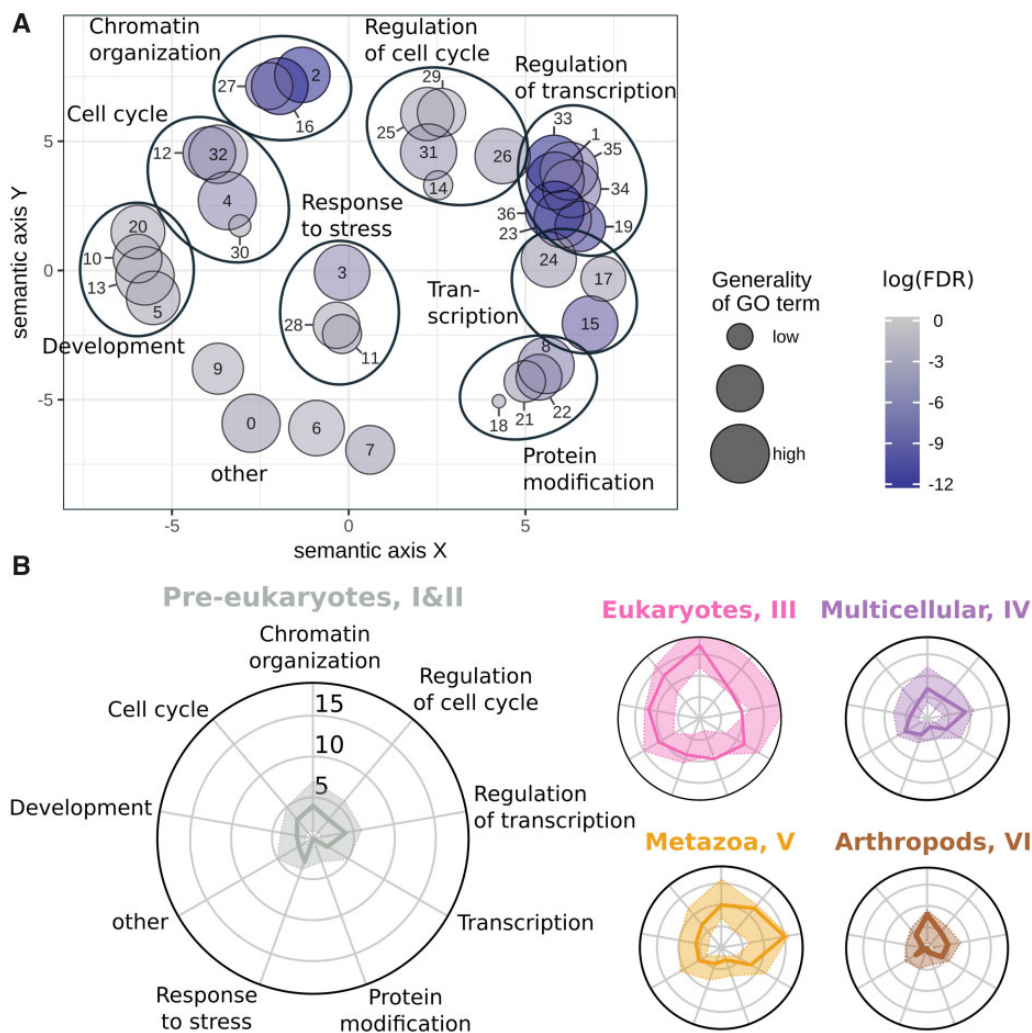 A
Chromatin
organization
Regulation
of cell cycle
Regulation
of transcription
Cell cycle
Response
to stress
Tran-
scription
Development
Protein
modification
other
27
2
16
29
25
31
14
26
33
1
35
34
36
23
19
12
32
4
30
20
10
13
5
3
28
11
24
17
15
8
18
21
22
9
0
6
7
5
0
-5
semantic axis Y
-5
0
5
semantic axis X
Generality
of GO term
low
high
log(FDR)
0
-3
-6
-9
-12
B
Pre-eukaryotes, I&II
Chromatin
organization
Regulation
of cell cycle
Cell cycle
15
10
5
Development
Regulation
of transcription
other
Transcription
Response
to stress
Protein
modification
Eukaryotes, III
Multicellular, IV
Metazoa, V
Arthropods, VI